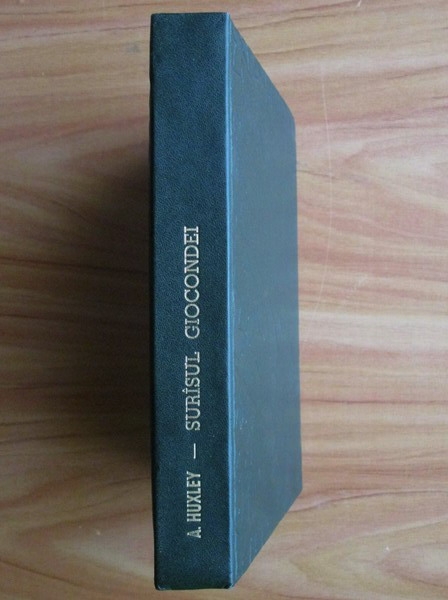 A. HUXLEY — SURÎSUL GIOCONDEI